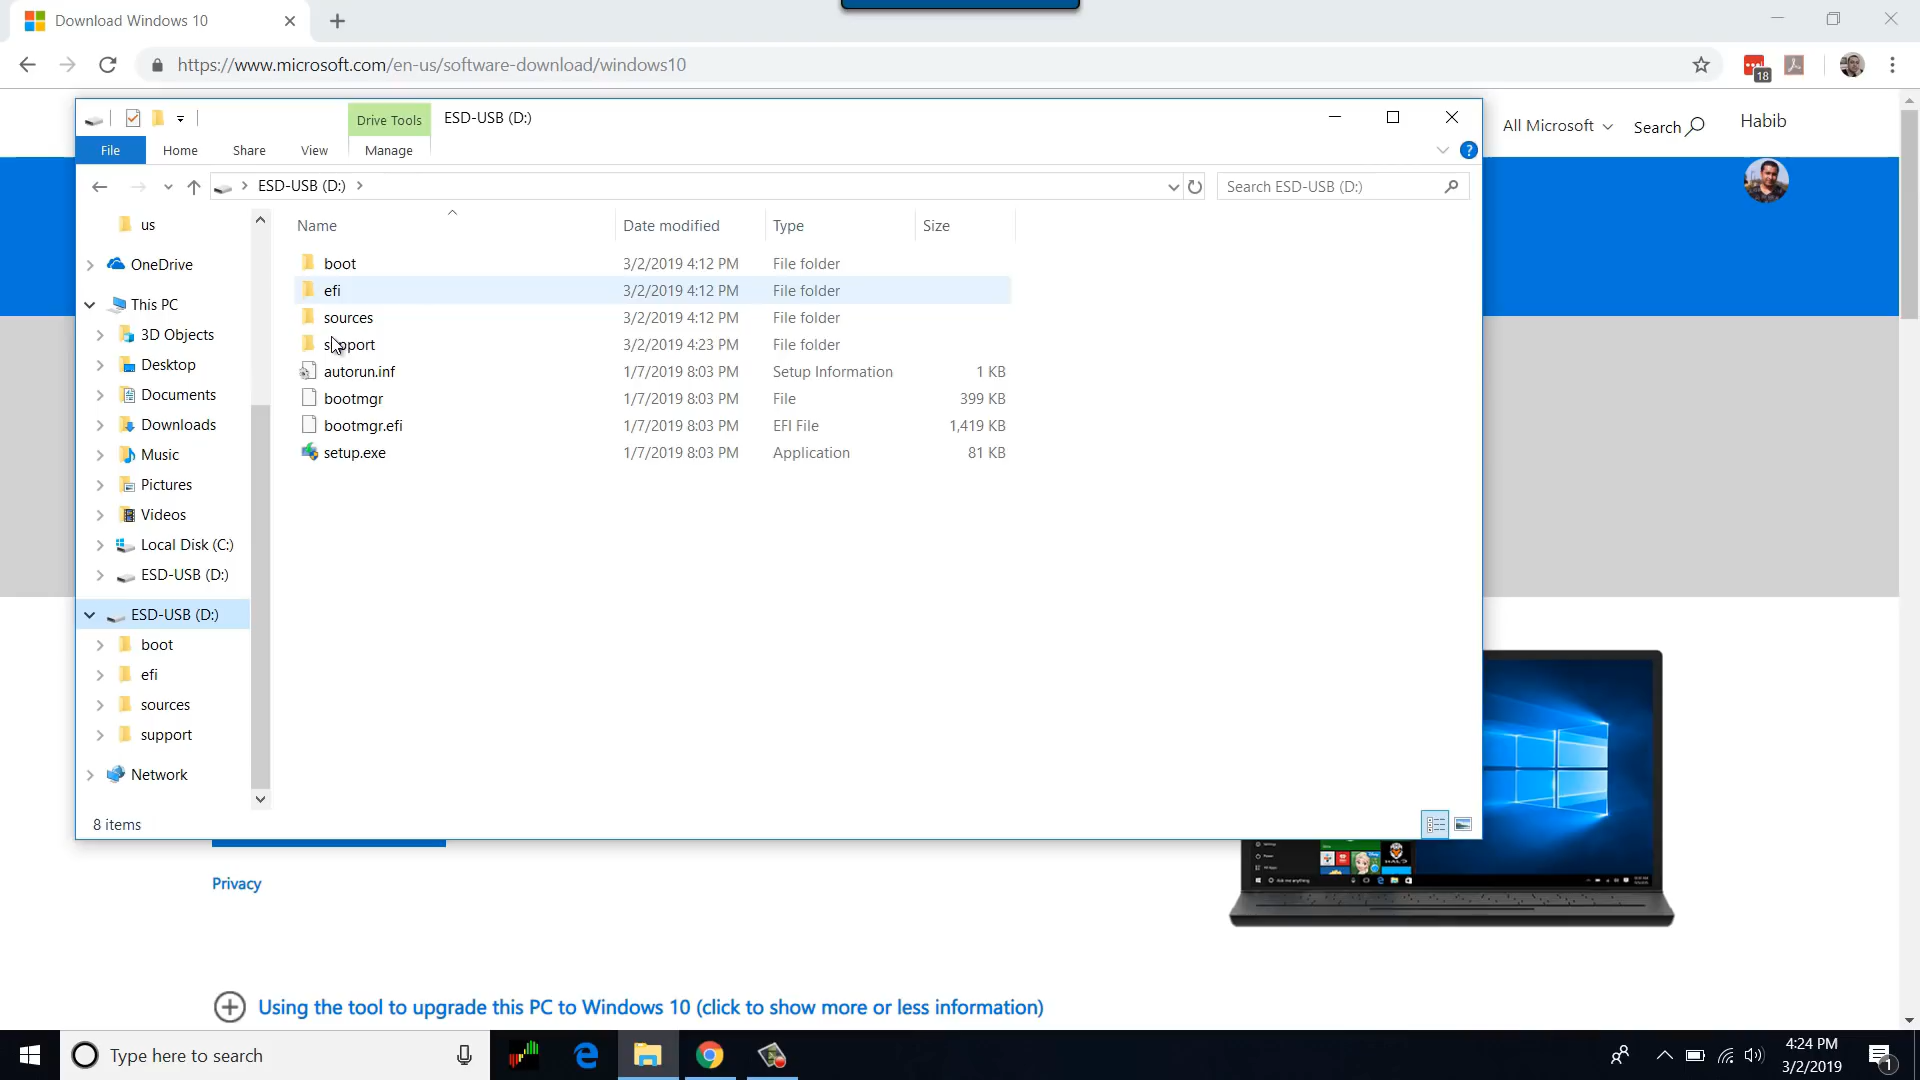 Download Windows 10
https://www.microsoft.com/en-us/software-download/windows10
18
All Microsoft
Search
Habib
Drive Tools
ESD-USB (D:)
File
Home
Share
View
Manage
ESD-USB (D:)
Search ESD-USB (D:)
Name
Date modified
Type
Size
us
OneDrive
This PC
3D Objects
Desktop
Documents
Downloads
Music
Pictures
Videos
Local Disk (C:)
ESD-USB (D:)
ESD-USB (D:)
boot
efi
sources
support
Network
boot 3/2/2019 4:12 PM File folder
efi 3/2/2019 4:12 PM File folder
sources 3/2/2019 4:12 PM File folder
support 3/2/2019 4:23 PM File folder
autorun.inf 1/7/2019 8:03 PM Setup Information 1 KB
bootmgr 1/7/2019 8:03 PM File 399 KB
bootmgr.efi 1/7/2019 8:03 PM EFI File 1,419 KB
setup.exe 1/7/2019 8:03 PM Application 81 KB
8 items
Privacy
Using the tool to upgrade this PC to Windows 10 (click to show more or less information)
Type here to search
4:24 PM
3/2/2019
1